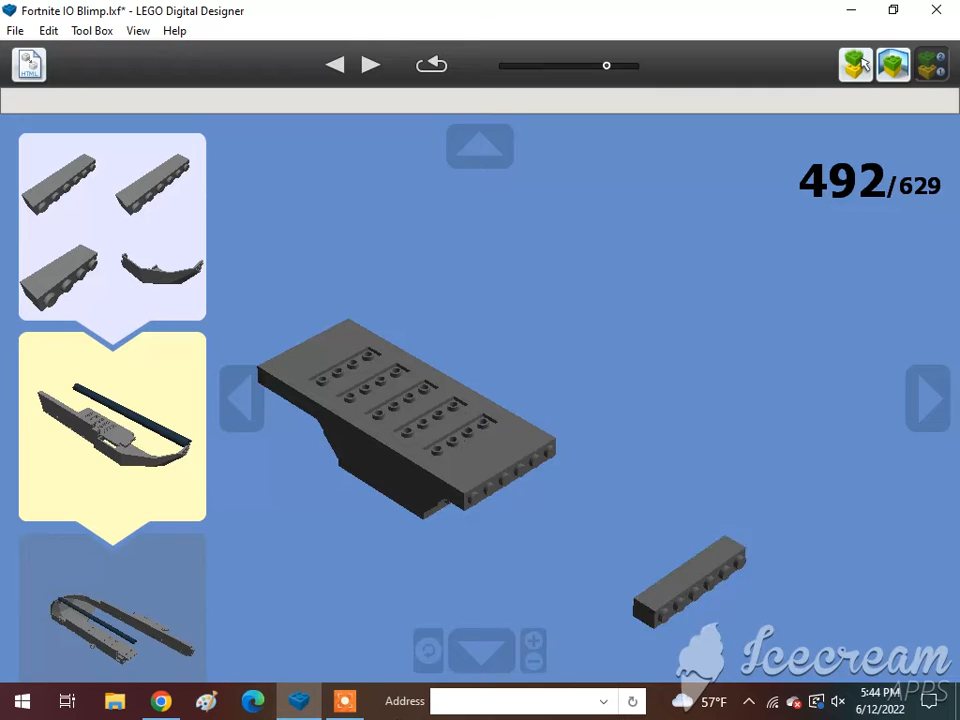 Fortnite IO Blimp.lxf* - LEGO Digital Designer
File Edit Tool Box View Help
HTML
492/629
Icecream
APPS
Address
57°F
5:44 PM
6/12/2022